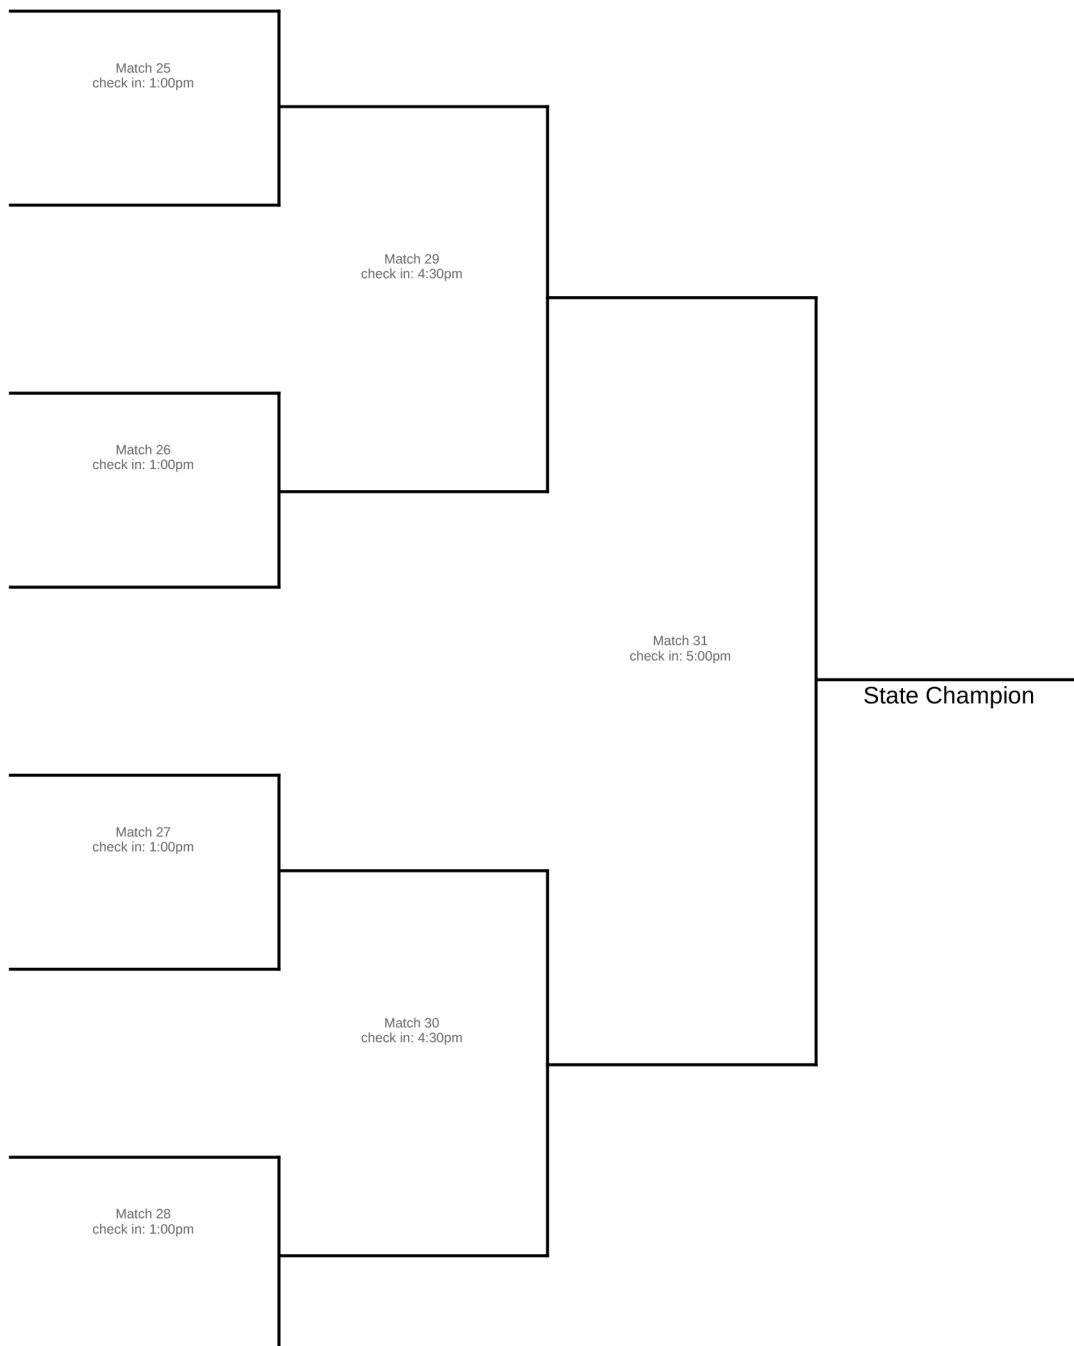 Match 25
check in: 1:00pm
Match 29
check in: 4:30pm
Match 26
check in: 1:00pm
Match 31
check in: 5:00pm
State Champion
Match 27
check in: 1:00pm
Match 30
check in: 4:30pm
Match 28
check in: 1:00pm